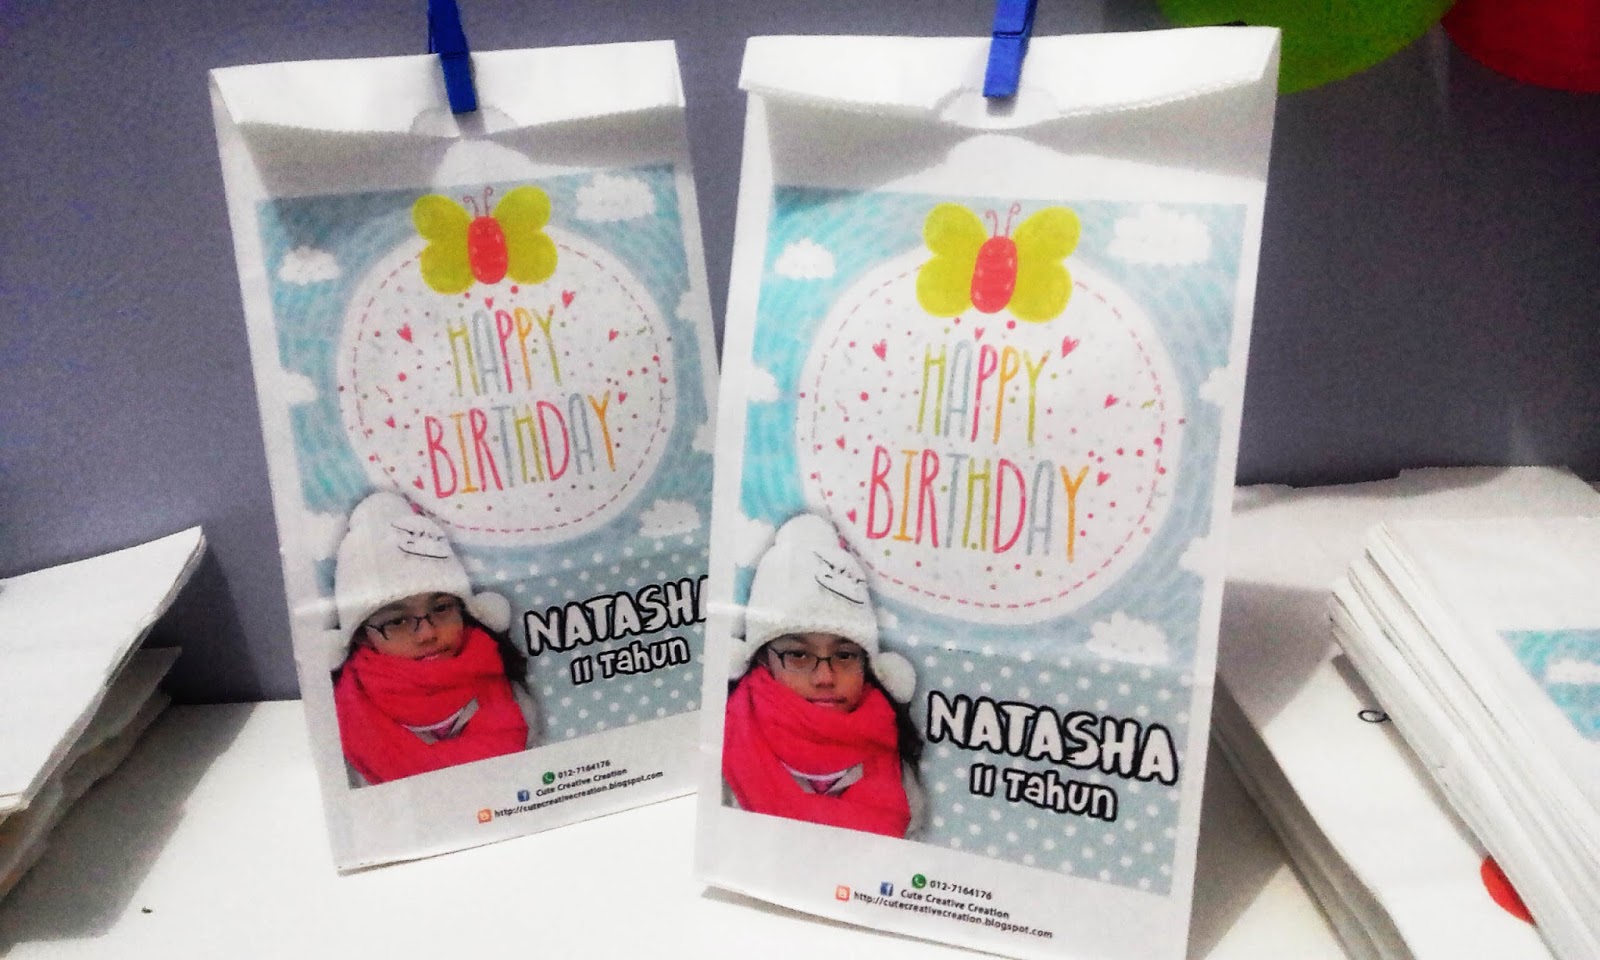 HAPPY
BIRTHDAY
NATASHA
11 Tahun
012-7164176
Cute Creative Creation
http://cutecreativecreation.blogspot.com
HAPPY
BIRTHDAY
NATASHA
11 Tahun
012-7164176
Cute Creative Creation
http://cutecreativecreation.blogspot.com